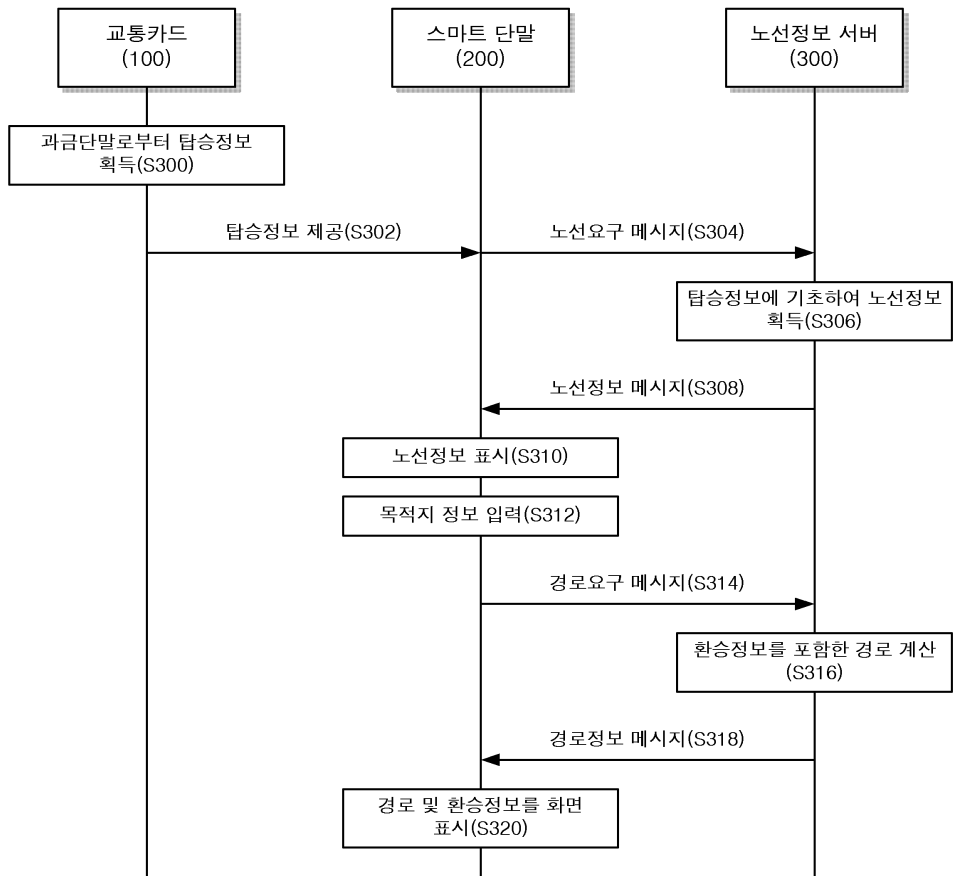 교통카드
(100)
스마트 단말
(200)
노선정보 서버
(300)
과금단말로부터 탑승정보
획득(S300)
탑승정보 제공(S302)
노선요구 메시지(S304)
탑승정보에 기초하여 노선정보
획득(S306)
노선정보 메시지(S308)
노선정보 표시(S310)
목적지 정보 입력(S312)
경로요구 메시지(S314)
환승정보를 포함한 경로 계산
(S316)
경로정보 메시지(S318)
경로 및 환승정보를 화면
표시(S320)